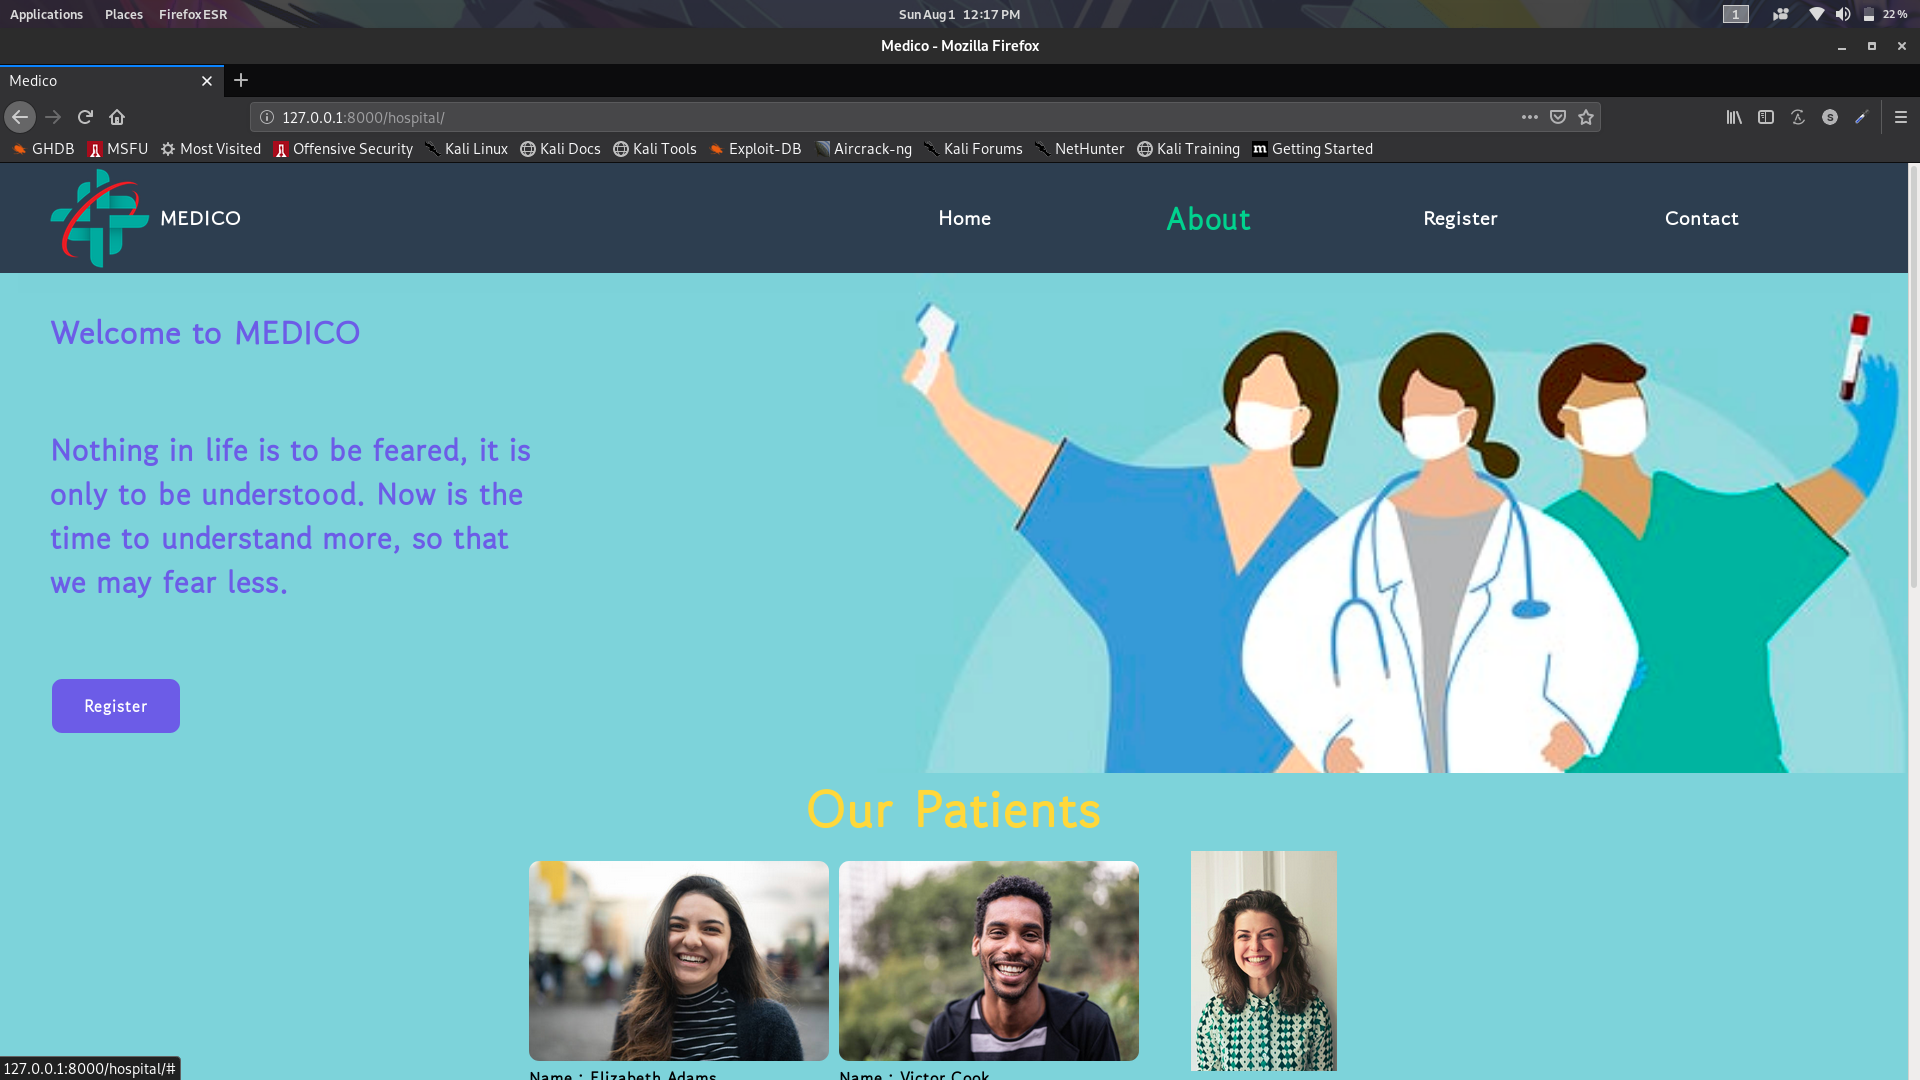 Applications Places Firefox ESR Sun Aug 1 12:17 PM 1 22 %
Medico - Mozilla Firefox
Medico
127.0.0.1:8000/hospital/
GHDB MSFU Most Visited Offensive Security Kali Linux Kali Docs Kali Tools Exploit-DB Aircrack-ng Kali Forums NetHunter Kali Training Getting Started
MEDICO Home About Register Contact
Welcome to MEDICO
Nothing in life is to be feared, it is
only to be understood. Now is the
time to understand more, so that
we may fear less.
Register
Our Patients
Name : Elizabeth Adams Name : Victor Cook
127.0.0.1:8000/hospital/#